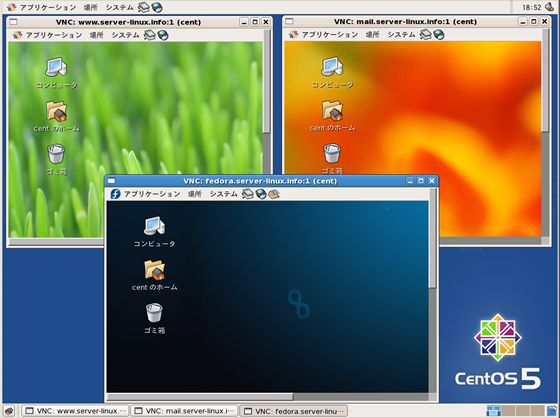 アプリケーション 場所 システム
18:52
VNC: www.server-linux.info:1 (cent)
アプリケーション 場所 システム
コンピュータ
cent のホーム
ゴミ箱
VNC: mail.server-linux.info:1 (cent)
アプリケーション 場所 システム
コンピュータ
cent のホーム
ゴミ箱
VNC: fedora.server-linux.info:1 (cent)
アプリケーション 場所 システム
コンピュータ
cent のホーム
ゴミ箱
CentOS 5
VNC: www.server-linux....
VNC: mail.server-linux.i...
VNC: fedora.server-linu...